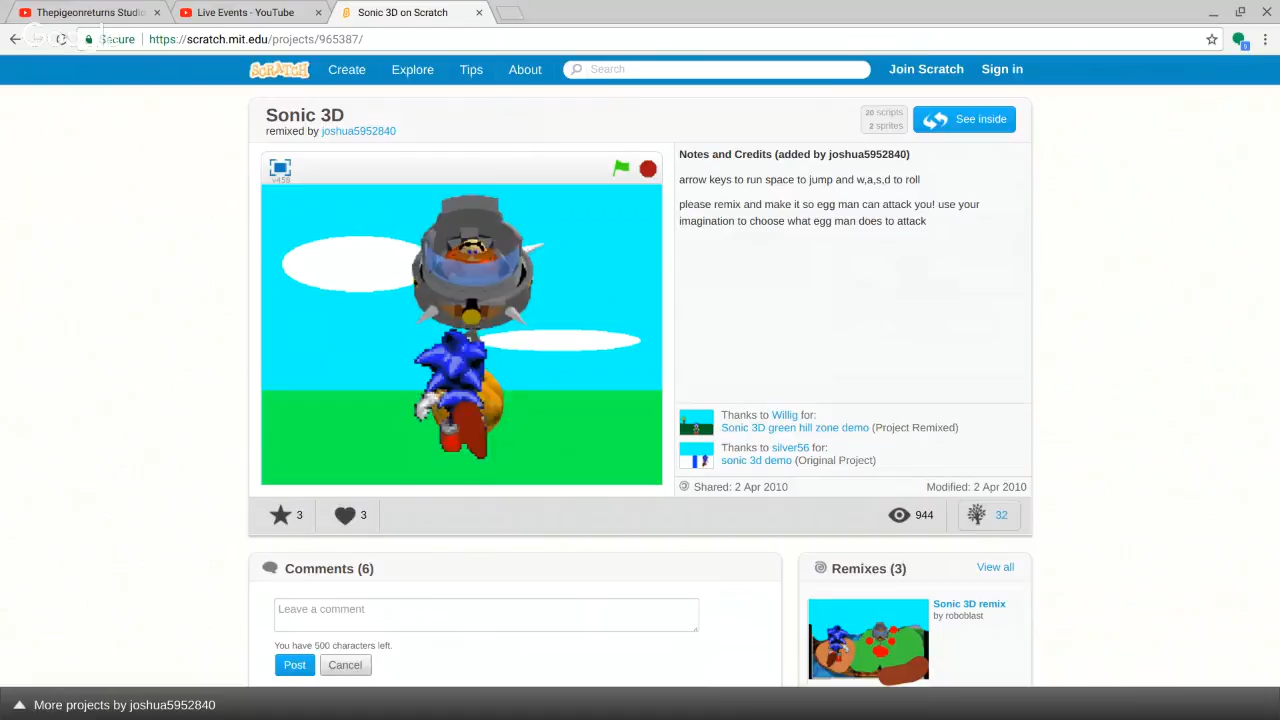 Thepigeonreturns Studio
Live Events - YouTube
Sonic 3D on Scratch
Secure
https://scratch.mit.edu/projects/965387/
SCRATCH
Create
Explore
Tips
About
Search
Join Scratch
Sign in
Sonic 3D
remixed by joshua5952840
20 scripts
2 sprites
See inside
v458
Notes and Credits (added by joshua5952840)
arrow keys to run space to jump and w,a,s,d to roll
please remix and make it so egg man can attack you! use your
imagination to choose what egg man does to attack
Thanks to Willig for:
Sonic 3D green hill zone demo (Project Remixed)
Thanks to silver56 for:
sonic 3d demo (Original Project)
Shared: 2 Apr 2010
Modified: 2 Apr 2010
3
3
944
32
Comments (6)
Leave a comment
You have 500 characters left.
Post
Cancel
Remixes (3)
View all
Sonic 3D remix
by roboblast
More projects by joshua5952840